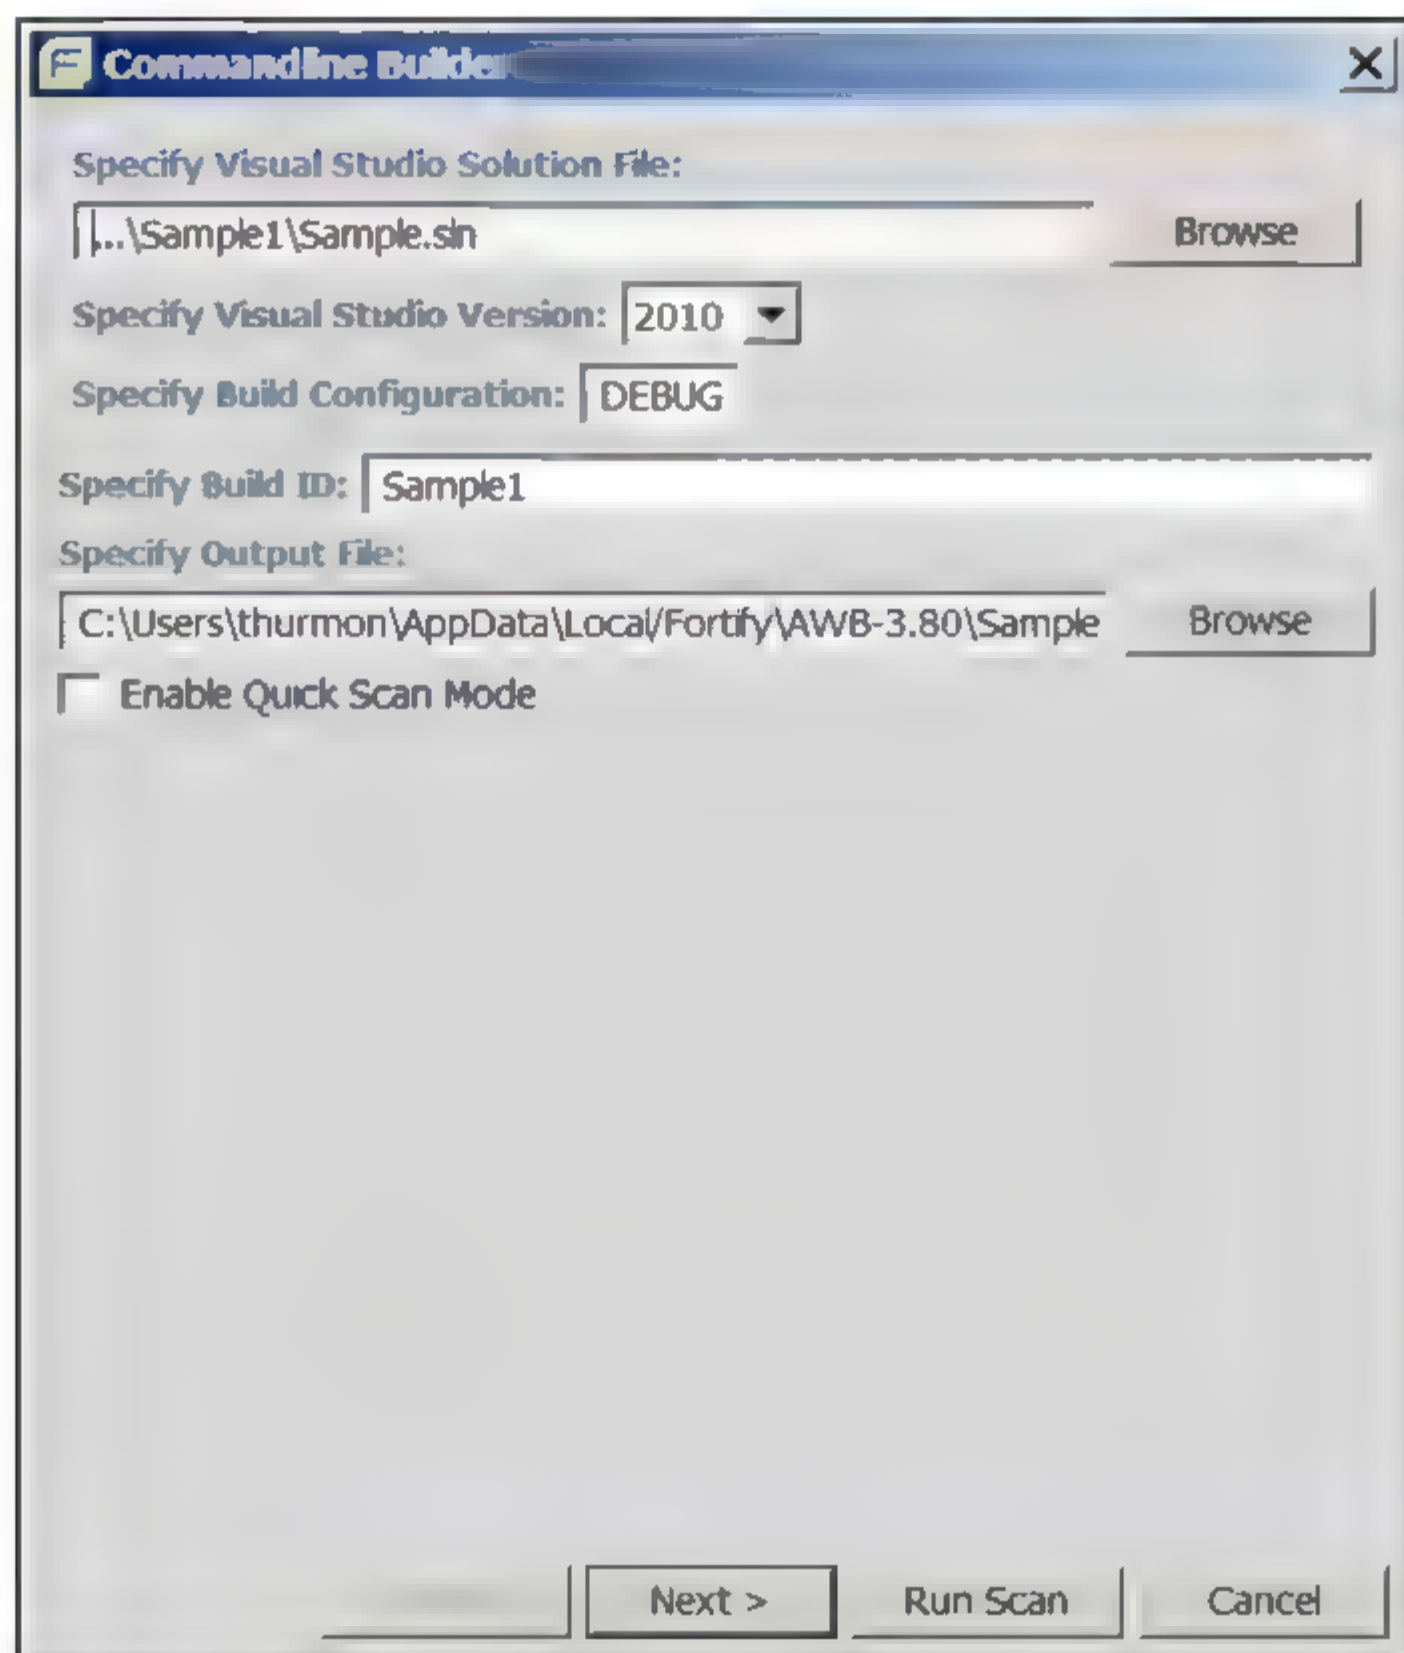 Commandline Builder
Specify Visual Studio Solution File:
...\Sample1\Sample.sln Browse
Specify Visual Studio Version: 2010
Specify Build Configuration: DEBUG
Specify Build ID: Sample1
Specify Output File:
C:\Users\thurmon\AppData\Local/Fortify\AWB-3.80\Sample Browse
Enable Quick Scan Mode
Next > Run Scan Cancel